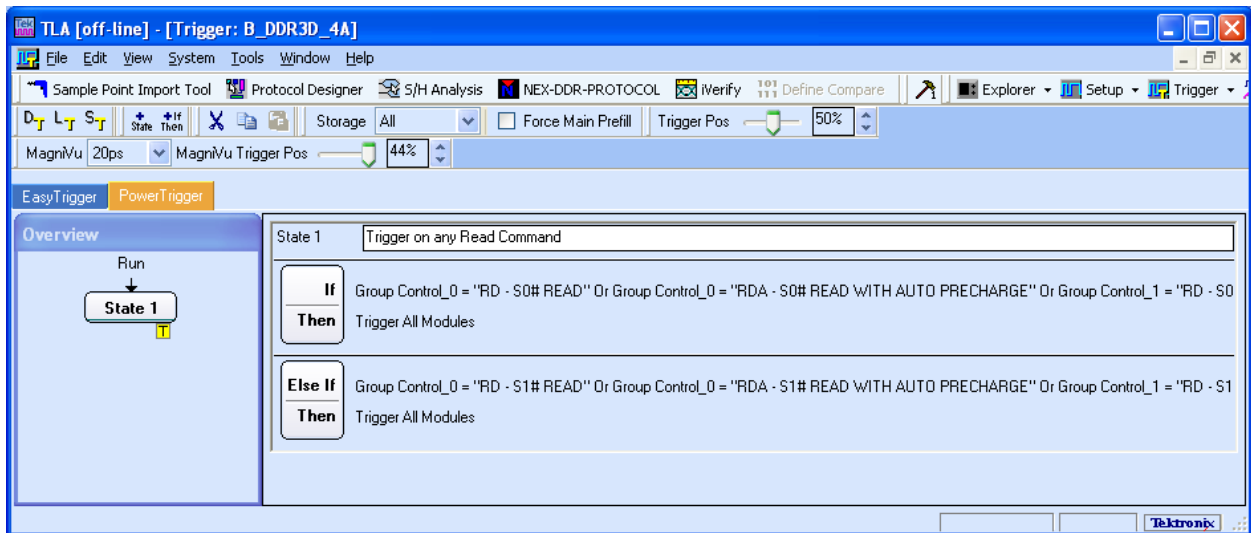 TLA [off-line] - [Trigger: B_DDR3D_4A]
File Edit View System Tools Window Help
Sample Point Import Tool Protocol Designer S/H Analysis NEX-DDR-PROTOCOL iVerify Define Compare Explorer Setup Trigger
State If Then Storage All Force Main Prefill Trigger Pos 50%
MagniVu 20ps MagniVu Trigger Pos 44%
EasyTrigger PowerTrigger
Overview
Run
State 1
T
State 1 Trigger on any Read Command
If Group Control_0 = "RD - S0# READ" Or Group Control_0 = "RDA - S0# READ WITH AUTO PRECHARGE" Or Group Control_1 = "RD - S0
Then Trigger All Modules
Else If Group Control_0 = "RD - S1# READ" Or Group Control_0 = "RDA - S1# READ WITH AUTO PRECHARGE" Or Group Control_1 = "RD - S1
Then Trigger All Modules
Tektronix